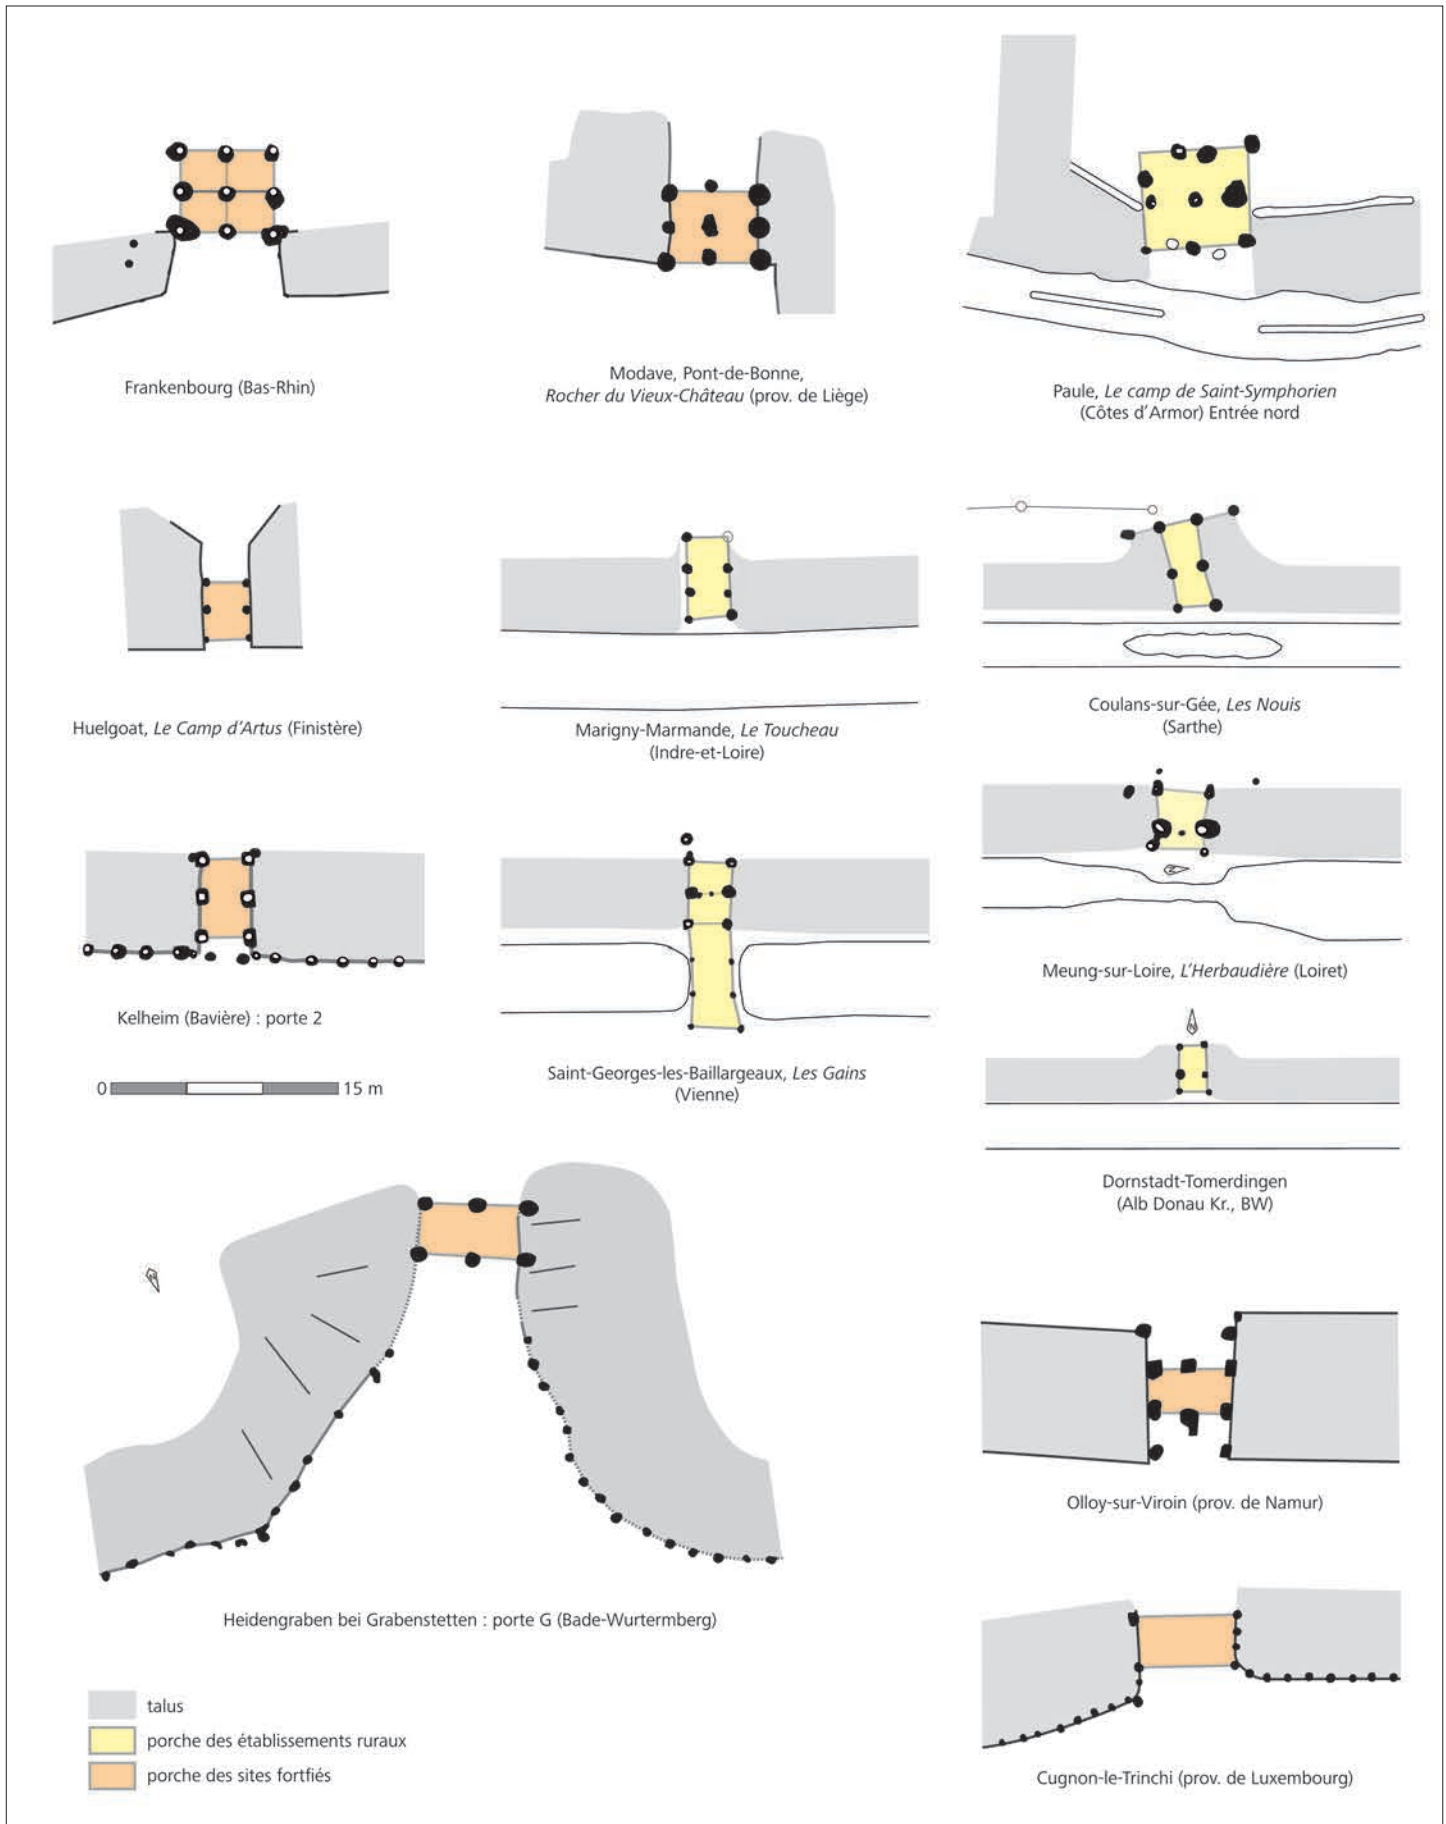 Frankenbourg (Bas-Rhin)
Modave, Pont-de-Bonne,
Rocher du Vieux-Château (prov. de Liège)
Paule, Le camp de Saint-Symphorien
(Côtes d'Armor) Entrée nord
Huelgoat, Le Camp d'Artus (Finistère)
Marigny-Marmande, Le Toucheau
(Indre-et-Loire)
Coulans-sur-Gée, Les Nouis
(Sarthe)
Kelheim (Bavière) : porte 2
0 15 m
Saint-Georges-les-Baillargeaux, Les Gains
(Vienne)
Meung-sur-Loire, L'Herbaudière (Loiret)
Dornstadt-Tomerdingen
(Alb Donau Kr., BW)
Heidengraben bei Grabenstetten : porte G (Bade-Wurtermberg)
Olloy-sur-Viroin (prov. de Namur)
Cugnon-le-Trinchi (prov. de Luxembourg)
talus
porche des établissements ruraux
porche des sites fortfiés